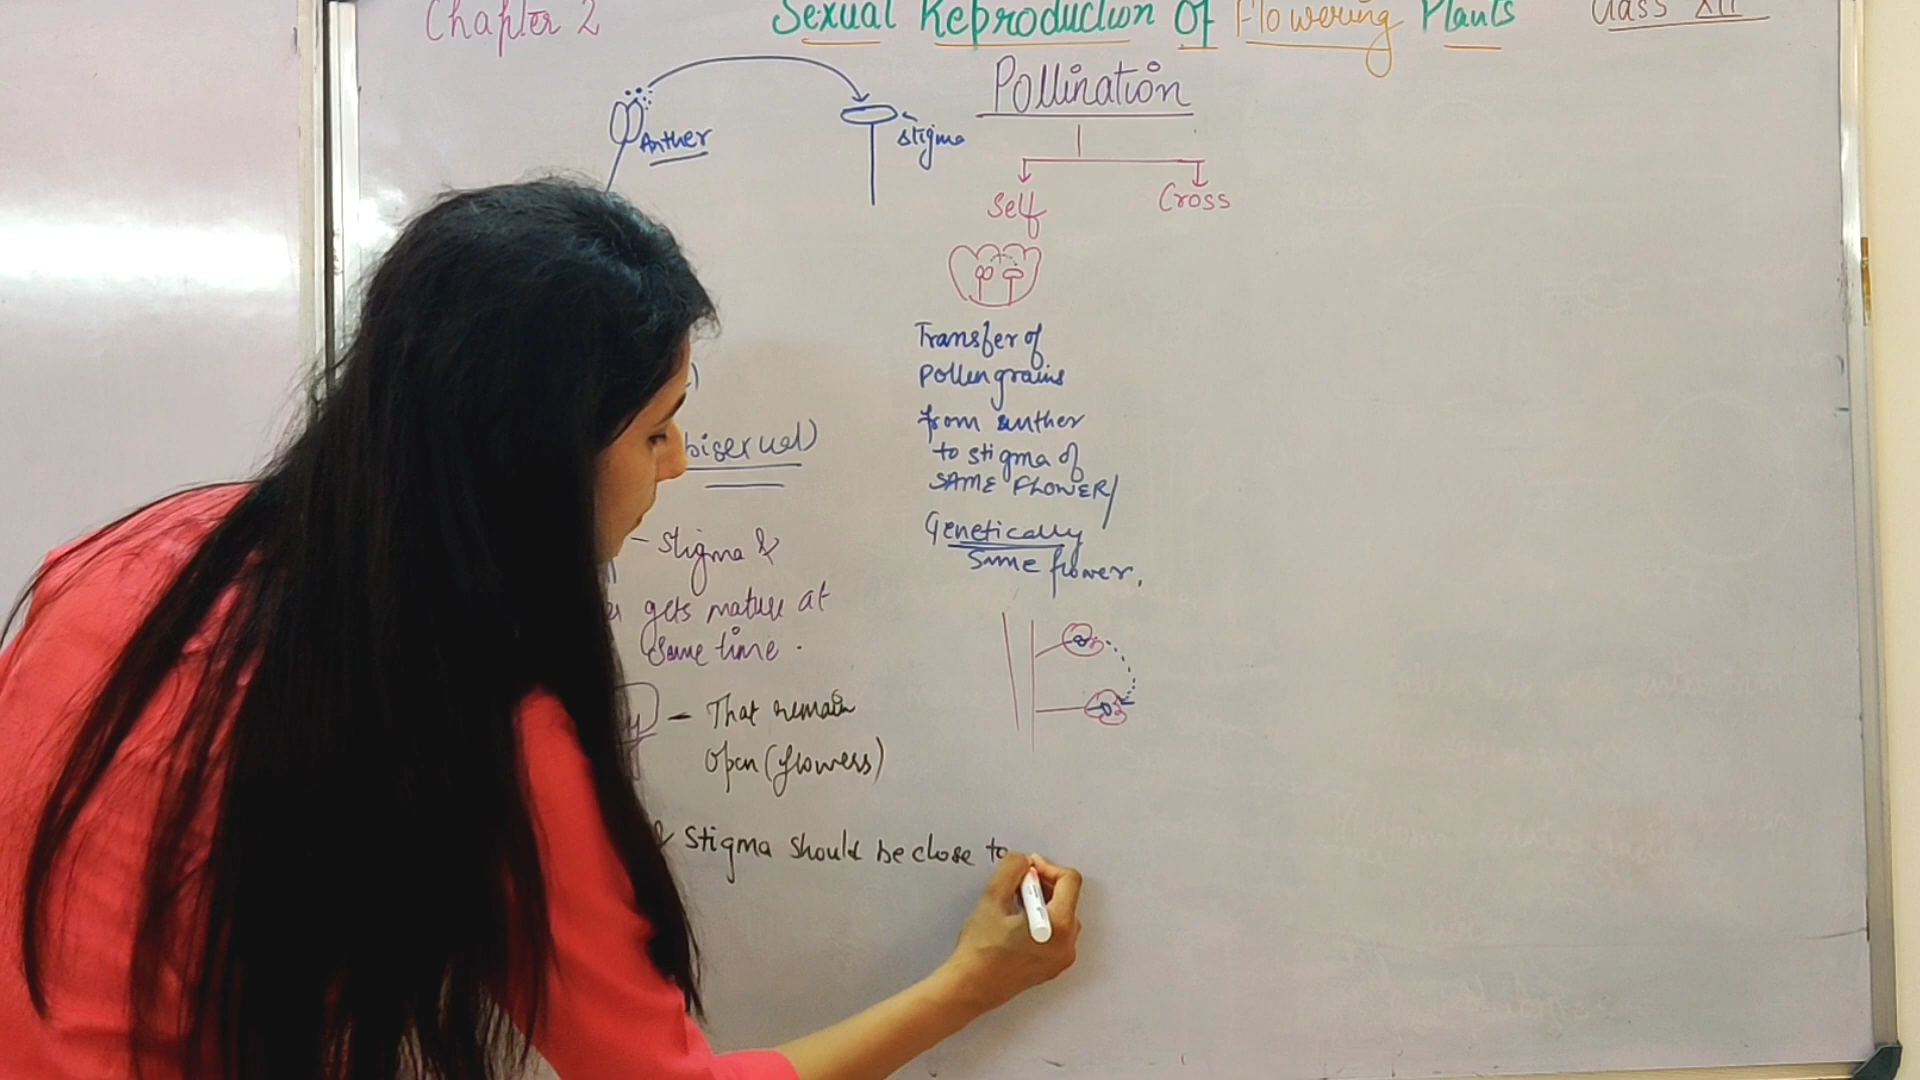 Chapter 2
Sexual Reproduction Of Flowering Plants
Class XII
Pollination
Anther
stigma
Self
Cross
Transfer of
pollen grains
from anther
to stigma of
SAME FLOWER/
Genetically
Same flower.
bisexual)
- Stigma &
gets mature at
Same time.
- That remain
Open (flowers)
& Stigma should be close to